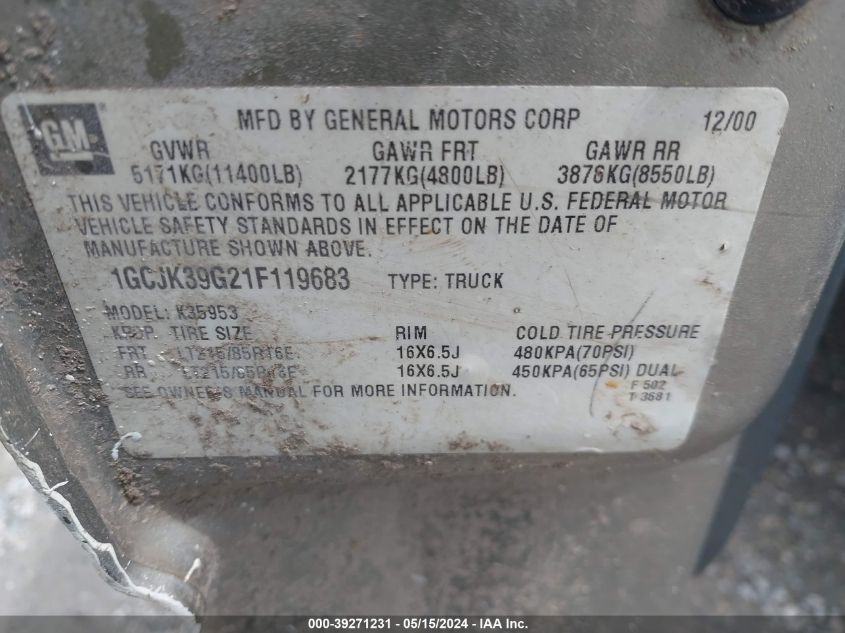 GM
MFD BY GENERAL MOTORS CORP 12/00
GVWR GAWR FRT GAWR RR
5171KG(11400LB) 2177KG(4800LB) 3878KG(8550LB)
THIS VEHICLE CONFORMS TO ALL APPLICABLE U.S. FEDERAL MOTOR
VEHICLE SAFETY STANDARDS IN EFFECT ON THE DATE OF
MANUFACTURE SHOWN ABOVE.
1GCJK39G21F119683 TYPE: TRUCK
MODEL: K35953
TIRE SIZE RIM COLD TIRE PRESSURE
FRT LT215/85R16E 16X6.5J 480KPA(70PSI)
RR 16X6.5J 450KPA(65PSI) DUAL
SEE OWNER'S MANUAL FOR MORE INFORMATION.
F 502
T 3681
000-39271231 - 05/15/2024 - IAA Inc.